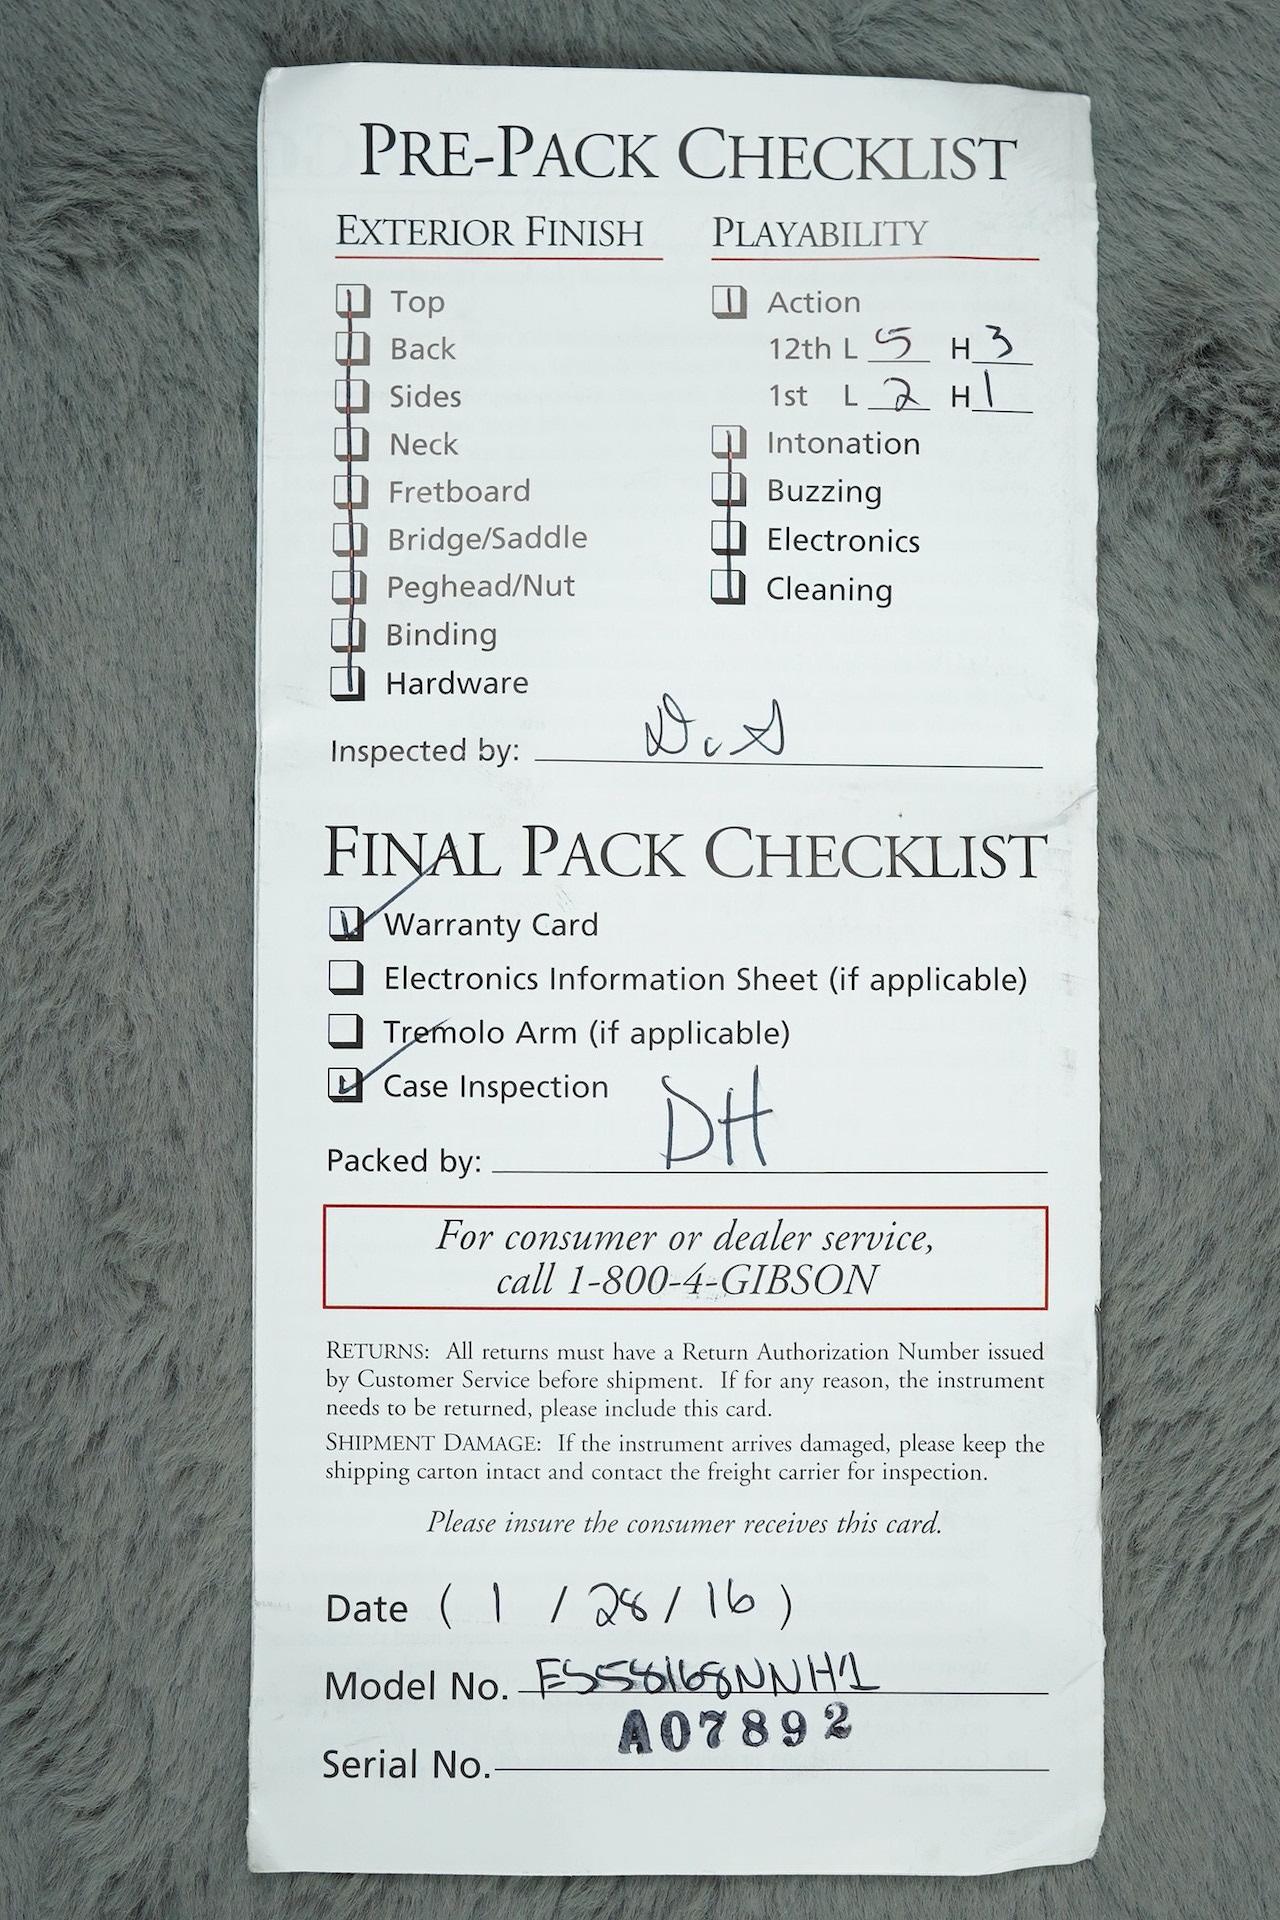 PRE-PACK CHECKLIST
EXTERIOR FINISH
Top
Back
Sides
Neck
Fretboard
Bridge/Saddle
Peghead/Nut
Binding
Hardware
PLAYABILITY
Action
12th L 5 H 3
1st L 2 H 1
Intonation
Buzzing
Electronics
Cleaning
Inspected by:
FINAL PACK CHECKLIST
Warranty Card
Electronics Information Sheet (if applicable)
Tremolo Arm (if applicable)
Case Inspection
Packed by: DH
For consumer or dealer service,
call 1-800-4-GIBSON
RETURNS: All returns must have a Return Authorization Number issued
by Customer Service before shipment. If for any reason, the instrument
needs to be returned, please include this card.
SHIPMENT DAMAGE: If the instrument arrives damaged, please keep the
shipping carton intact and contact the freight carrier for inspection.
Please insure the consumer receives this card.
Date ( 1 / 28 / 16 )
Model No. ES58168NNH1
Serial No. A07892